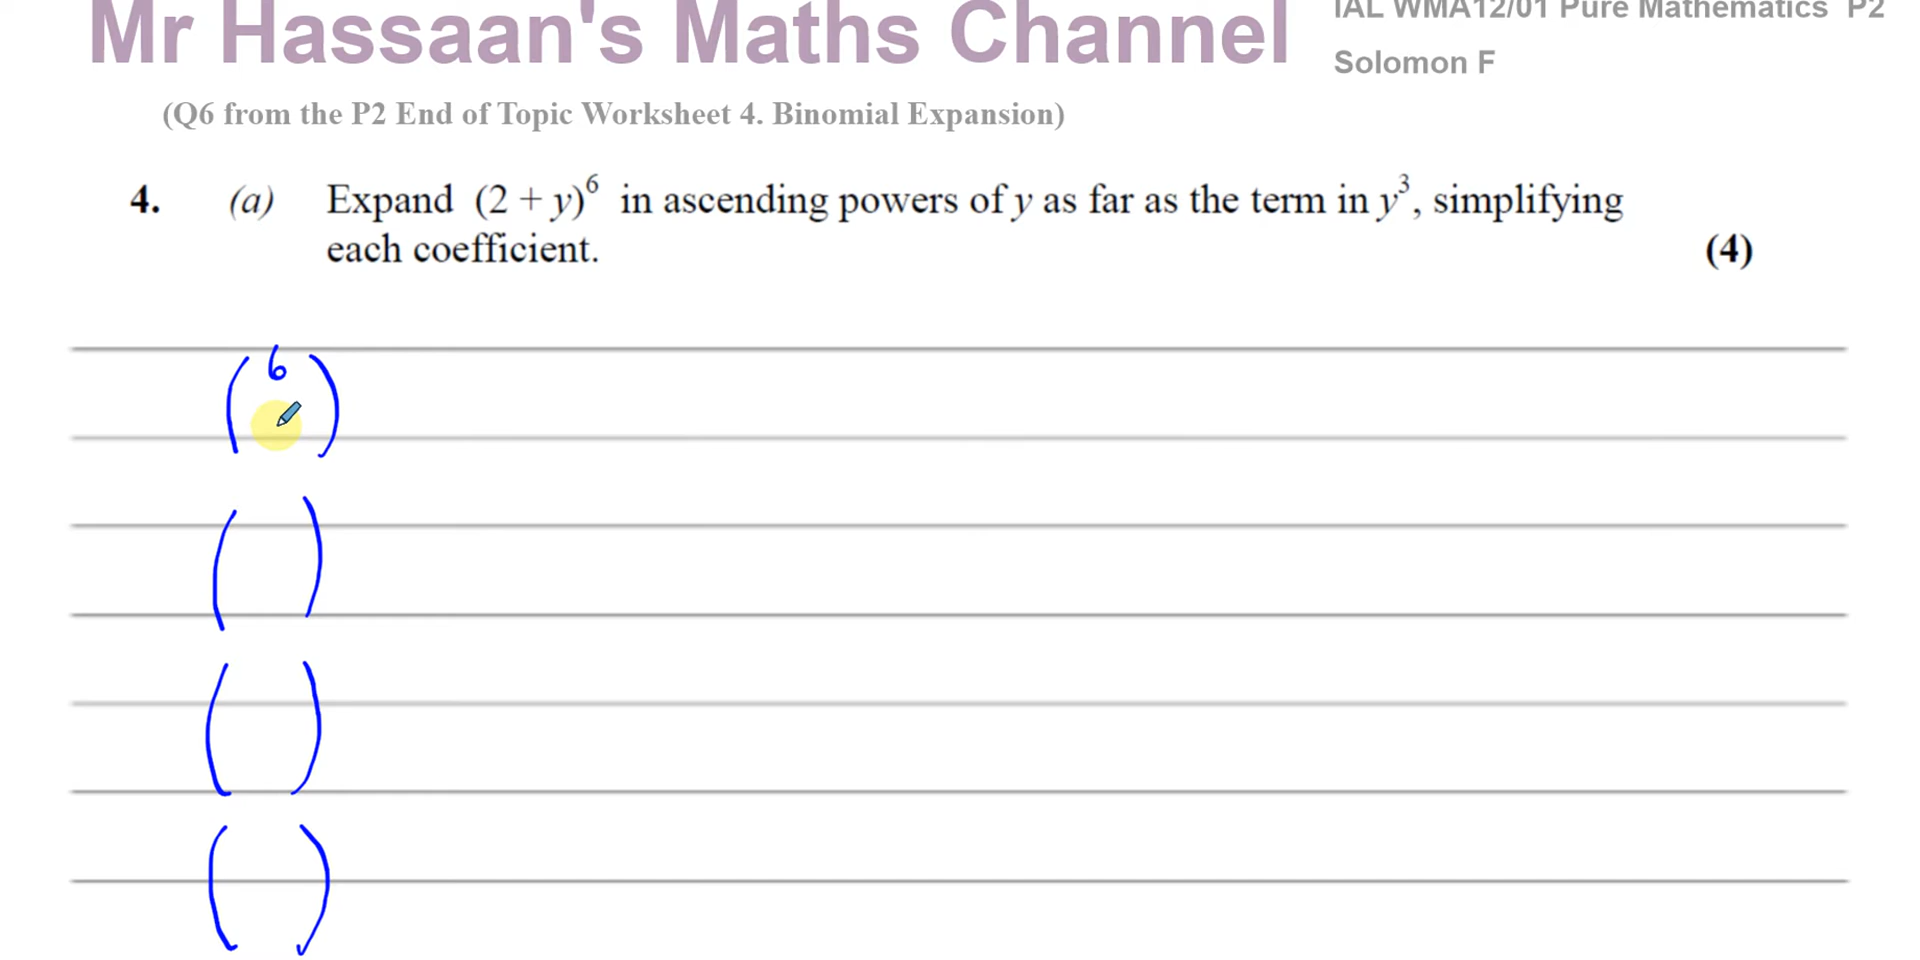 Mr Hassaan's Maths Channel
IAL WMA12/01 Pure Mathematics P2
Solomon F
(Q6 from the P2 End of Topic Worksheet 4. Binomial Expansion)
4. (a) Expand (2 + y)⁶ in ascending powers of y as far as the term in y³, simplifying
each coefficient.
(4)
( 6 )
( )
( )
( )